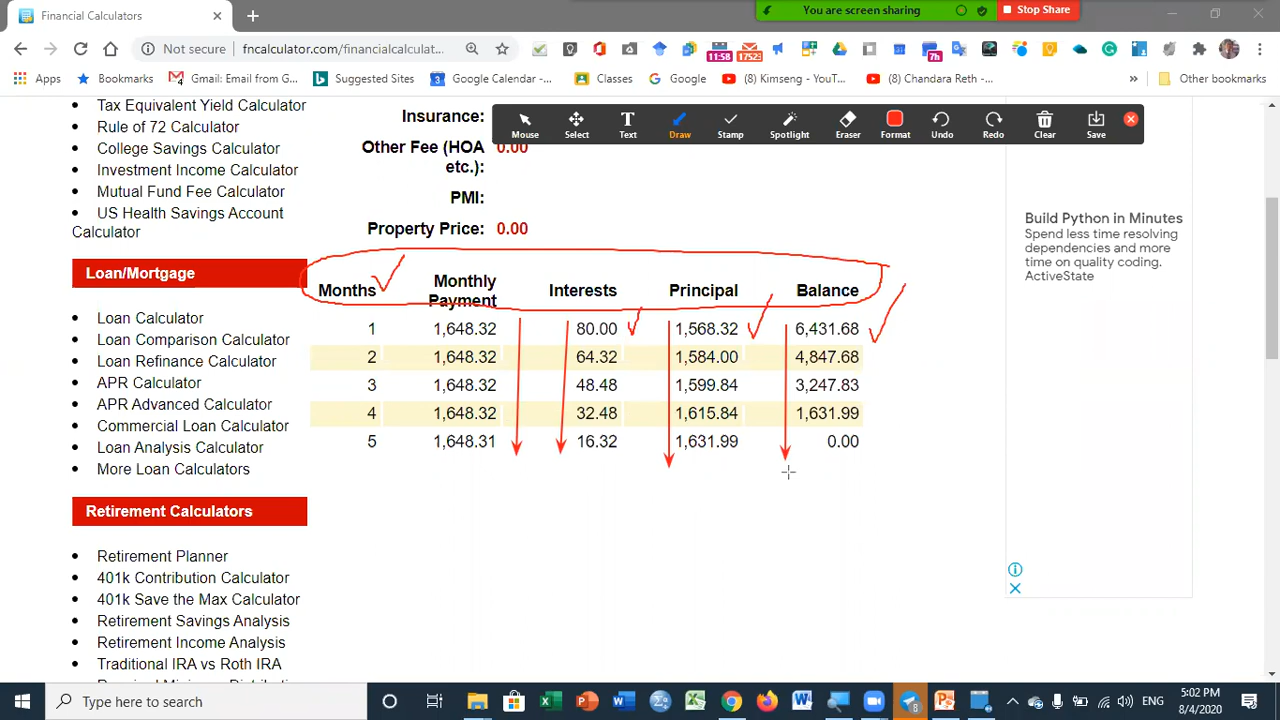 Financial Calculators
You are screen sharing
Stop Share
Not secure
fncalculator.com/financialcalculat...
11:58
17523
7h
Apps
Bookmarks
Gmail: Email from G...
Suggested Sites
Google Calendar -...
Classes
Google
(8) Kimseng - YouT...
(8) Chandara Reth -...
»
Other bookmarks
Mouse
Select
Text
Draw
Stamp
Spotlight
Eraser
Format
Undo
Redo
Clear
Save
Tax Equivalent Yield Calculator
Rule of 72 Calculator
College Savings Calculator
Investment Income Calculator
Mutual Fund Fee Calculator
US Health Savings Account
Calculator
Loan/Mortgage
Loan Calculator
Loan Comparison Calculator
Loan Refinance Calculator
APR Calculator
APR Advanced Calculator
Commercial Loan Calculator
Loan Analysis Calculator
More Loan Calculators
Retirement Calculators
Retirement Planner
401k Contribution Calculator
401k Save the Max Calculator
Retirement Savings Analysis
Retirement Income Analysis
Traditional IRA vs Roth IRA
Insurance:
Other Fee (HOA 0.00
etc.):
PMI:
Property Price: 0.00
Months Monthly Payment Interests Principal Balance
1 1,648.32 80.00 1,568.32 6,431.68
2 1,648.32 64.32 1,584.00 4,847.68
3 1,648.32 48.48 1,599.84 3,247.83
4 1,648.32 32.48 1,615.84 1,631.99
5 1,648.31 16.32 1,631.99 0.00
Build Python in Minutes
Spend less time resolving
dependencies and more
time on quality coding.
ActiveState
Type here to search
8
ENG
5:02 PM
8/4/2020